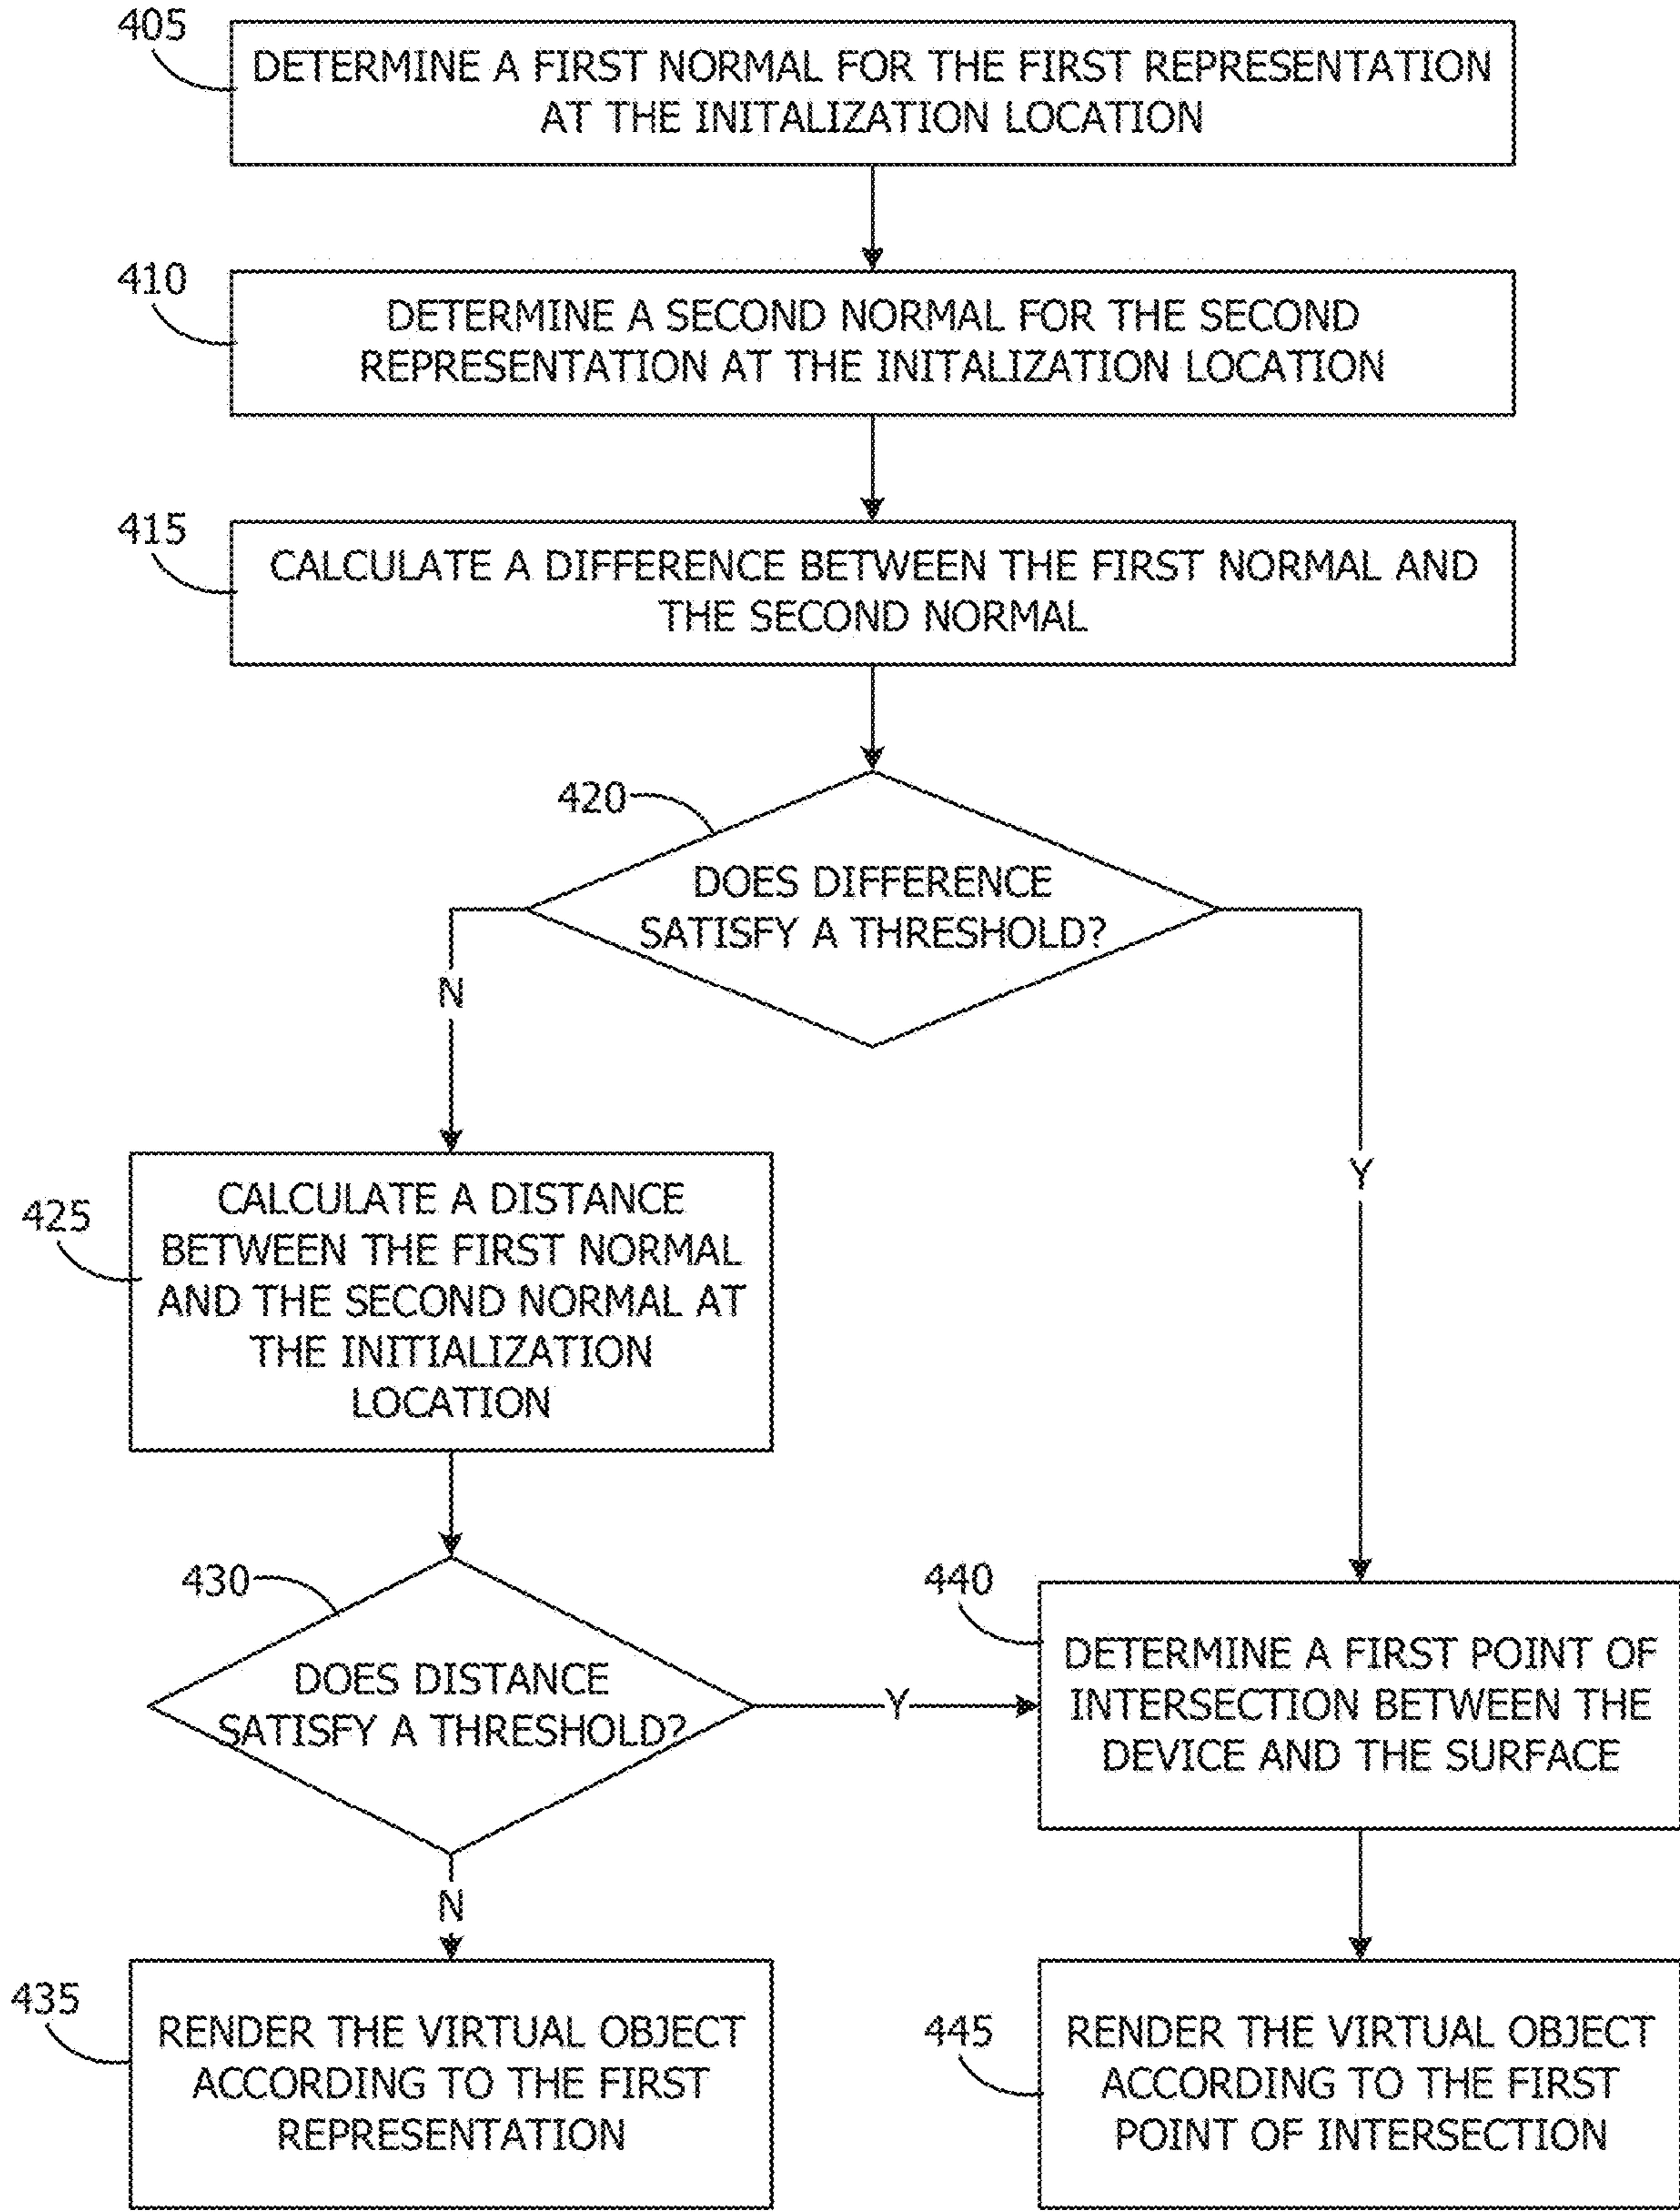 405
DETERMINE A FIRST NORMAL FOR THE FIRST REPRESENTATION
AT THE INITALIZATION LOCATION
410
DETERMINE A SECOND NORMAL FOR THE SECOND
REPRESENTATION AT THE INITALIZATION LOCATION
415
CALCULATE A DIFFERENCE BETWEEN THE FIRST NORMAL AND
THE SECOND NORMAL
420
DOES DIFFERENCE
SATISFY A THRESHOLD?
N
Y
425
CALCULATE A DISTANCE
BETWEEN THE FIRST NORMAL
AND THE SECOND NORMAL AT
THE INITIALIZATION
LOCATION
430
DOES DISTANCE
SATISFY A THRESHOLD?
Y
N
440
DETERMINE A FIRST POINT OF
INTERSECTION BETWEEN THE
DEVICE AND THE SURFACE
435
RENDER THE VIRTUAL OBJECT
ACCORDING TO THE FIRST
REPRESENTATION
445
RENDER THE VIRTUAL OBJECT
ACCORDING TO THE FIRST
POINT OF INTERSECTION